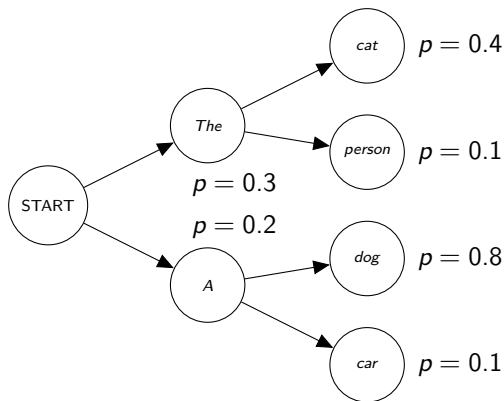 cat p = 0.4
The
person p = 0.1
p = 0.3
START
p = 0.2
dog p = 0.8
A
car p = 0.1